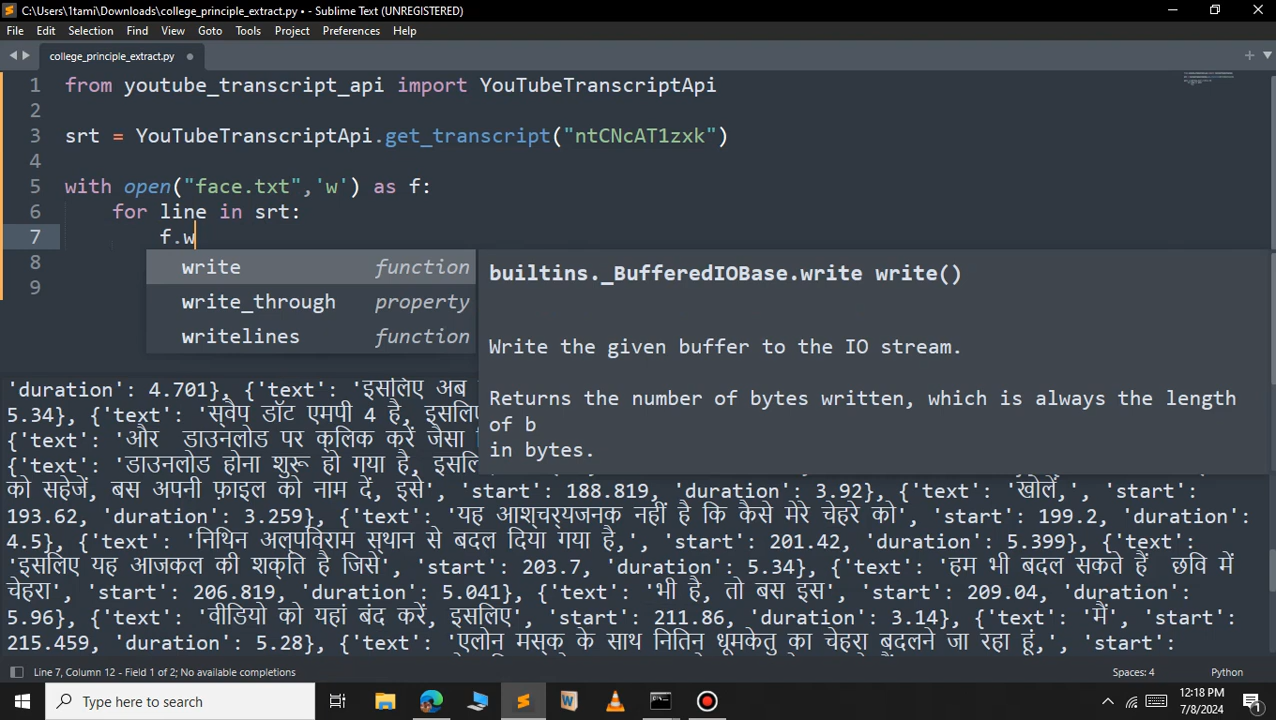 C:\Users\1tami\Downloads\college_principle_extract.py • - Sublime Text (UNREGISTERED)
File Edit Selection Find View Goto Tools Project Preferences Help
college_principle_extract.py
1 from youtube_transcript_api import YouTubeTranscriptApi
2
3 srt = YouTubeTranscriptApi.get_transcript("ntCNcAT1zxk")
4
5 with open("face.txt",'w') as f:
6 for line in srt:
7 f.w
8
9
write function
write_through property
writelines function
builtins._BufferedIOBase.write write()
Write the given buffer to the IO stream.
Returns the number of bytes written, which is always the length
of b
in bytes.
'duration': 4.701}, {'text': 'इसलिए अब
5.34}, {'text': 'स्वैप डॉट एमपी 4 है, इसलिए
{'text': 'और डाउनलोड पर क्लिक करें जैसा
{'text': 'डाउनलोड होना शुरू हो गया है,
को सहेजें, बस अपनी फ़ाइल को नाम दें, इसे', 'start': 188.819, 'duration': 3.92}, {'text': 'खोलें,', 'start':
193.62, 'duration': 3.259}, {'text': 'यह आश्चर्यजनक नहीं है कि कैसे मेरे चेहरे को', 'start': 199.2, 'duration':
4.5}, {'text': 'निथिन अल्पविराम स्थान से बदल दिया गया है,', 'start': 201.42, 'duration': 5.399}, {'text':
'इसलिए यह आजकल की शक्ति है जिसे', 'start': 203.7, 'duration': 5.34}, {'text': 'हम भी बदल सकते हैं छवि में
चेहरा', 'start': 206.819, 'duration': 5.041}, {'text': 'भी है, तो बस इस', 'start': 209.04, 'duration':
5.96}, {'text': 'वीडियो को यहां बंद करें, इसलिए', 'start': 211.86, 'duration': 3.14}, {'text': 'मैं', 'start':
215.459, 'duration': 5.28}, {'text': 'एलोन मस्क के साथ नितिन धूमकेतु का चेहरा बदलने जा रहा हूं,', 'start':
Line 7, Column 12 - Field 1 of 2; No available completions
Spaces: 4
Python
Type here to search
12:18 PM
7/8/2024
1